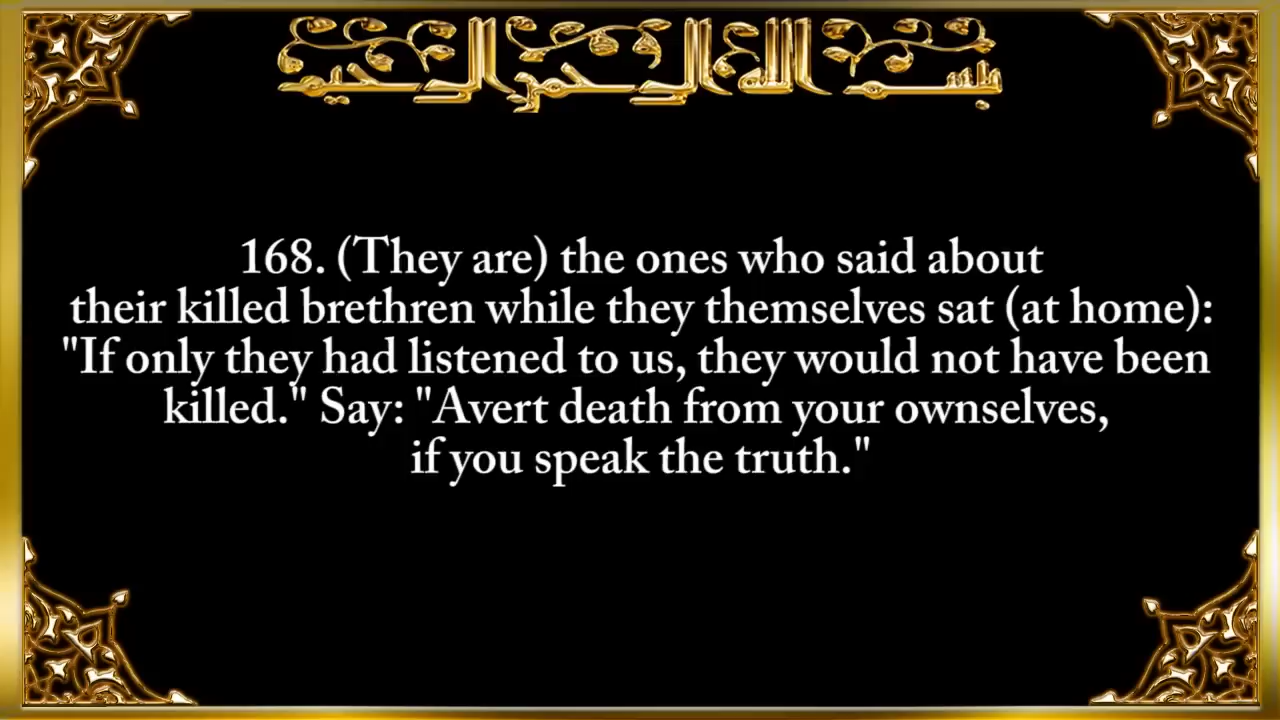 بسم الله الرحمن الرحيم
168. (They are) the ones who said about
their killed brethren while they themselves sat (at home):
"If only they had listened to us, they would not have been
killed." Say: "Avert death from your ownselves,
if you speak the truth."